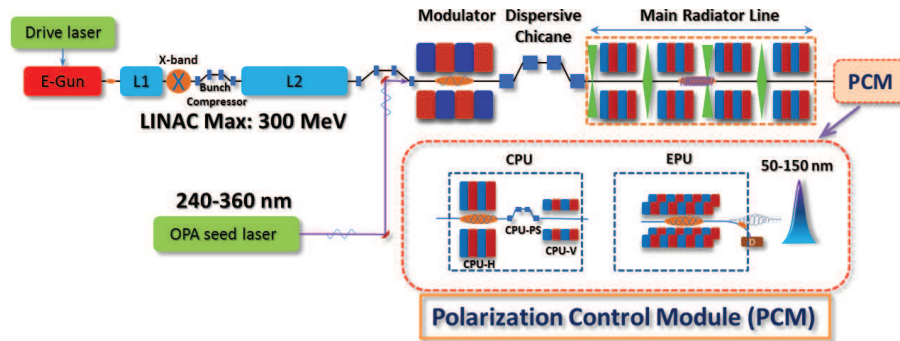 Modulator
Dispersive
Chicane
Main Radiator Line
Drive laser
X-band
E-Gun
L1
X
Bunch
Compressor
L2
PCM
LINAC Max: 300 MeV
CPU
EPU
50-150 nm
240-360 nm
OPA seed laser
CPU-PS
CPU-H
CPU-V
D
Polarization Control Module (PCM)